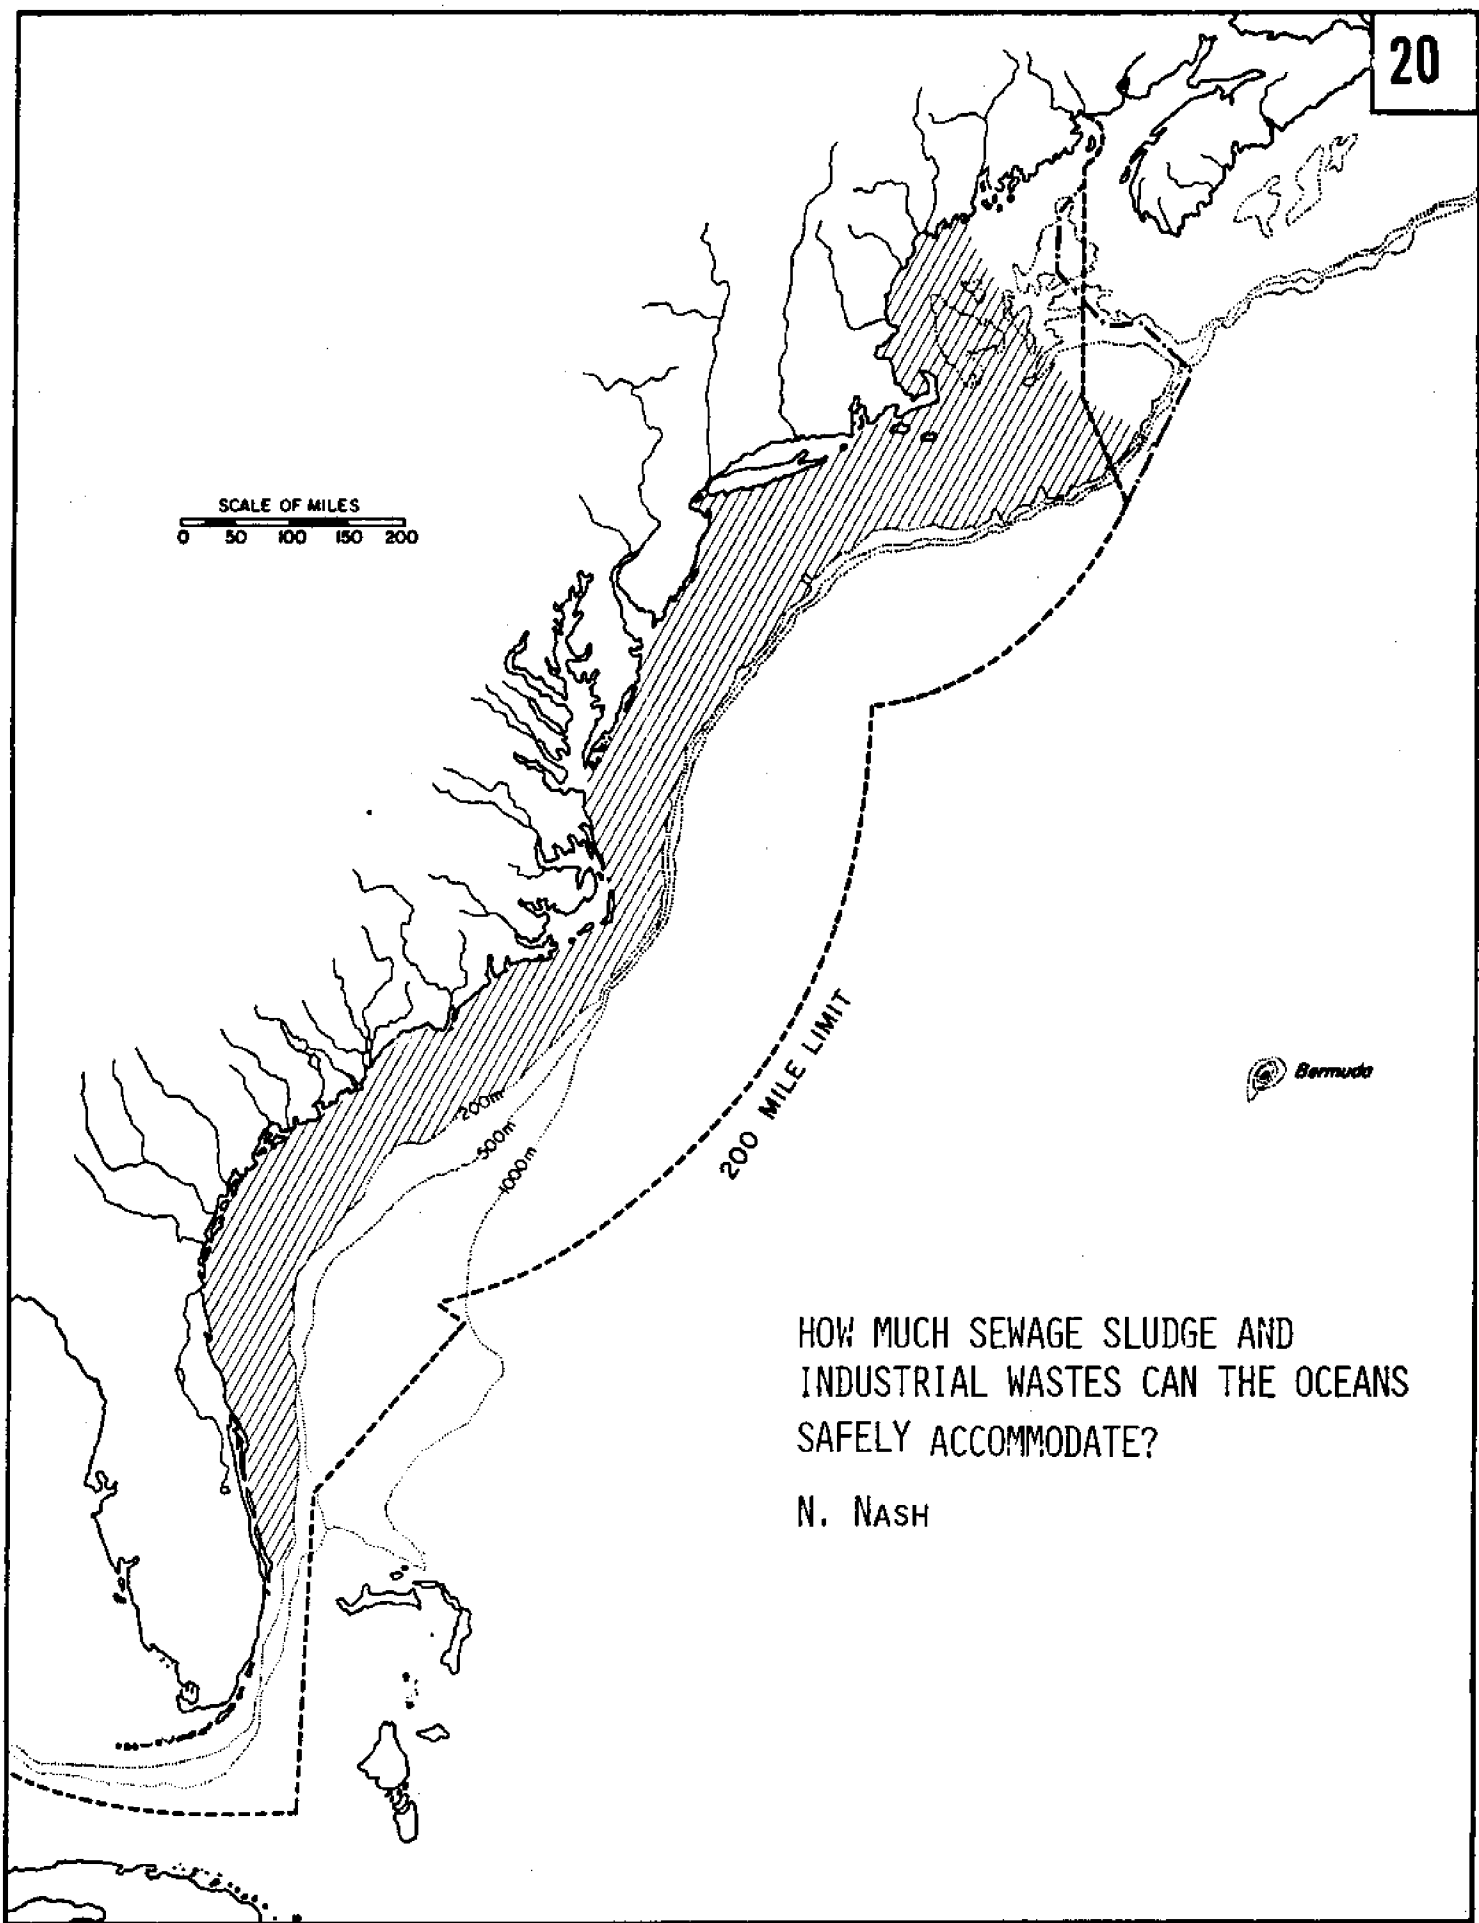 20
SCALE OF MILES
0 50 100 150 200
200 MILE LIMIT
Bermuda
200m
500m
1000m
HOW MUCH SEWAGE SLUDGE AND
INDUSTRIAL WASTES CAN THE OCEANS
SAFELY ACCOMMODATE?
N. NASH